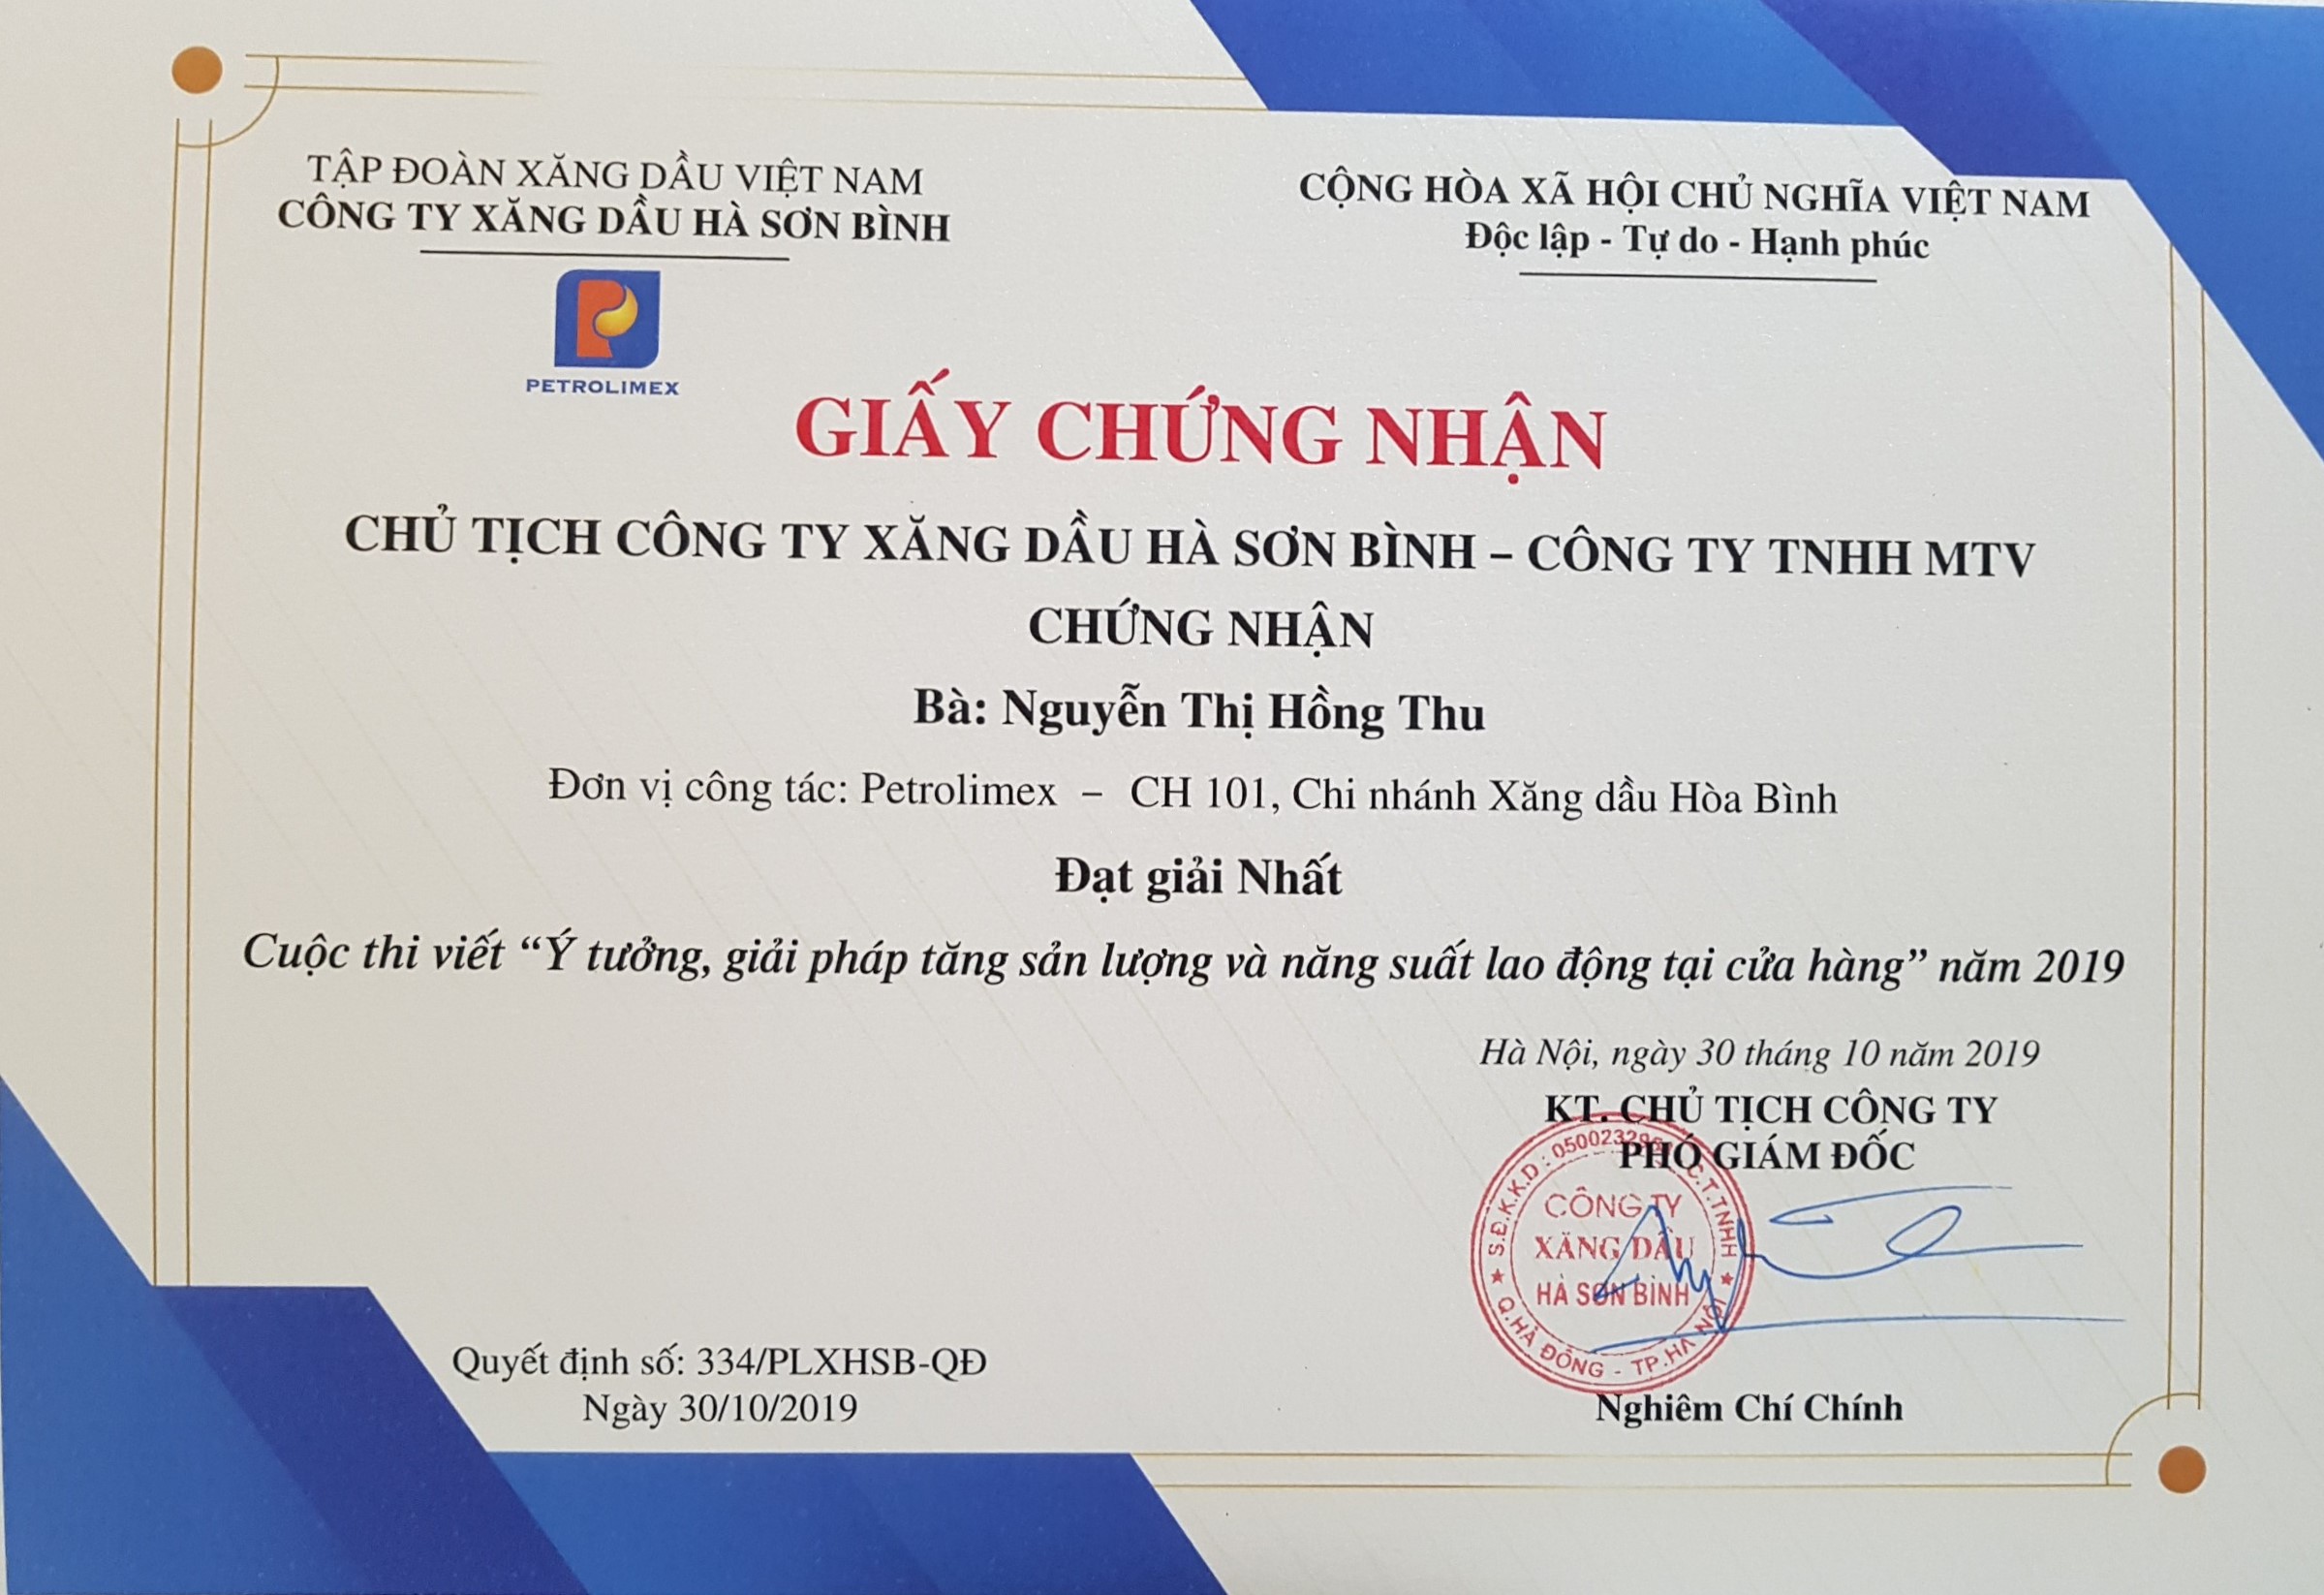 TẬP ĐOÀN XĂNG DẦU VIỆT NAM
CÔNG TY XĂNG DẦU HÀ SƠN BÌNH
PETROLIMEX
CỘNG HÒA XÃ HỘI CHỦ NGHĨA VIỆT NAM
Độc lập - Tự do - Hạnh phúc
GIẤY CHỨNG NHẬN
CHỦ TỊCH CÔNG TY XĂNG DẦU HÀ SƠN BÌNH – CÔNG TY TNHH MTV
CHỨNG NHẬN
Bà: Nguyễn Thị Hồng Thu
Đơn vị công tác: Petrolimex – CH 101, Chi nhánh Xăng dầu Hòa Bình
Đạt giải Nhất
Cuộc thi viết “Ý tưởng, giải pháp tăng sản lượng và năng suất lao động tại cửa hàng” năm 2019
Hà Nội, ngày 30 tháng 10 năm 2019
KT. CHỦ TỊCH CÔNG TY
PHÓ GIÁM ĐỐC
S.Đ.K.K.D : C.T.TNHH
CÔNG TY
XĂNG DẦU
HÀ SƠN BÌNH
Q.HÀ ĐÔNG - TP.HÀ NỘI
Nghiêm Chí Chính
Quyết định số: 334/PLXHSB-QĐ
Ngày 30/10/2019